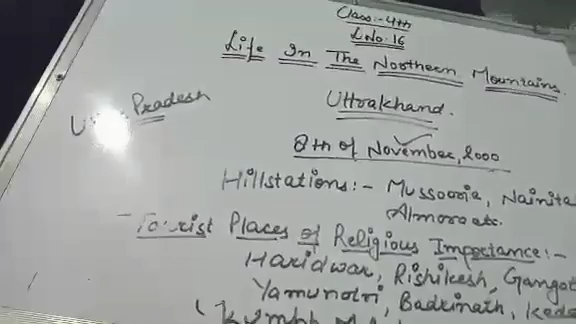 Class:-4th
L No. 16
Life In The Northern Mountains.
Uttrakhand.
Pradesh
8th of November, 2000
Hillstations:- Mussoorie, Nainita
Almora etc.
- Tourist Places of Religious Importance:-
Haridwar, Rishikesh, Gangot
Yamunotri, Badrinath, Keda